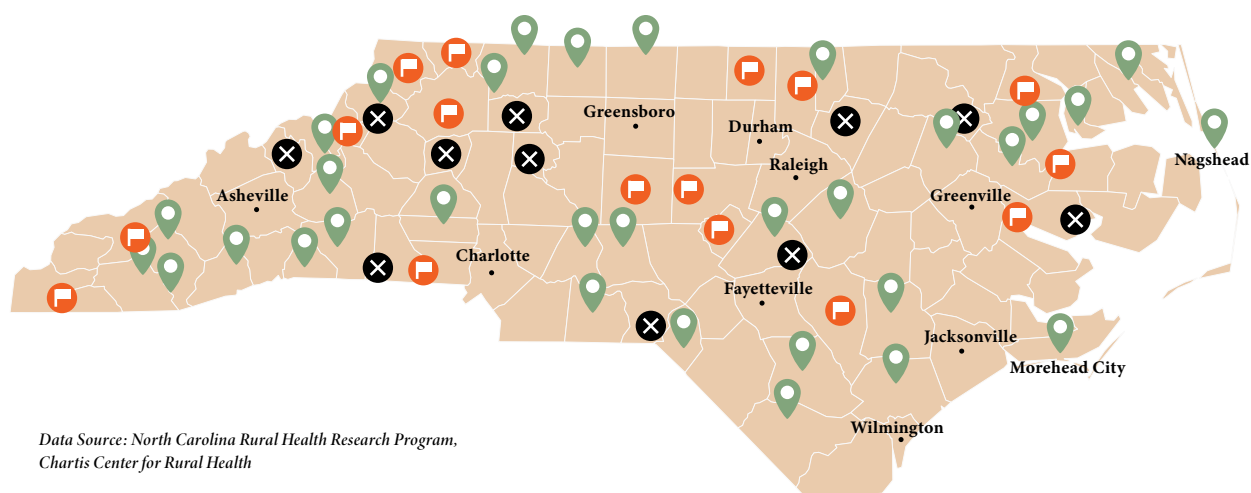 Greensboro
Durham
Raleigh
Nagshead
Asheville
Greenville
Charlotte
Fayetteville
Jacksonville
Morehead City
Wilmington
Data Source: North Carolina Rural Health Research Program,
Chartis Center for Rural Health